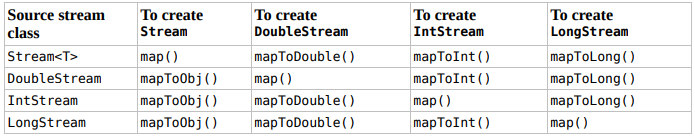 Source stream class To create Stream To create DoubleStream To create IntStream To create LongStream
Stream<T> map() mapToDouble() mapToInt() mapToLong()
DoubleStream mapToObj() map() mapToInt() mapToLong()
IntStream mapToObj() mapToDouble() map() mapToLong()
LongStream mapToObj() mapToDouble() mapToInt() map()